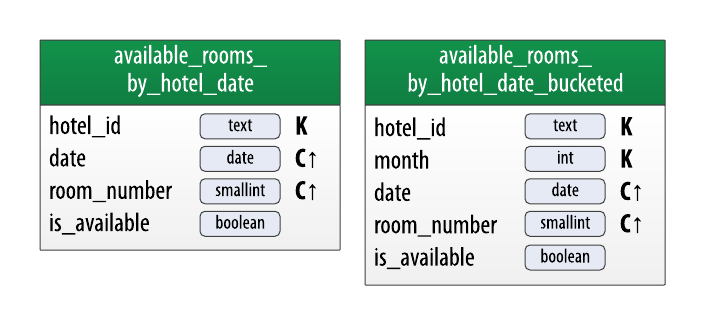 available_rooms_
by_hotel_date
hotel_id text K
date date C↑
room_number smallint C↑
is_available boolean
available_rooms_
by_hotel_date_bucketed
hotel_id text K
month int K
date date C↑
room_number smallint C↑
is_available boolean